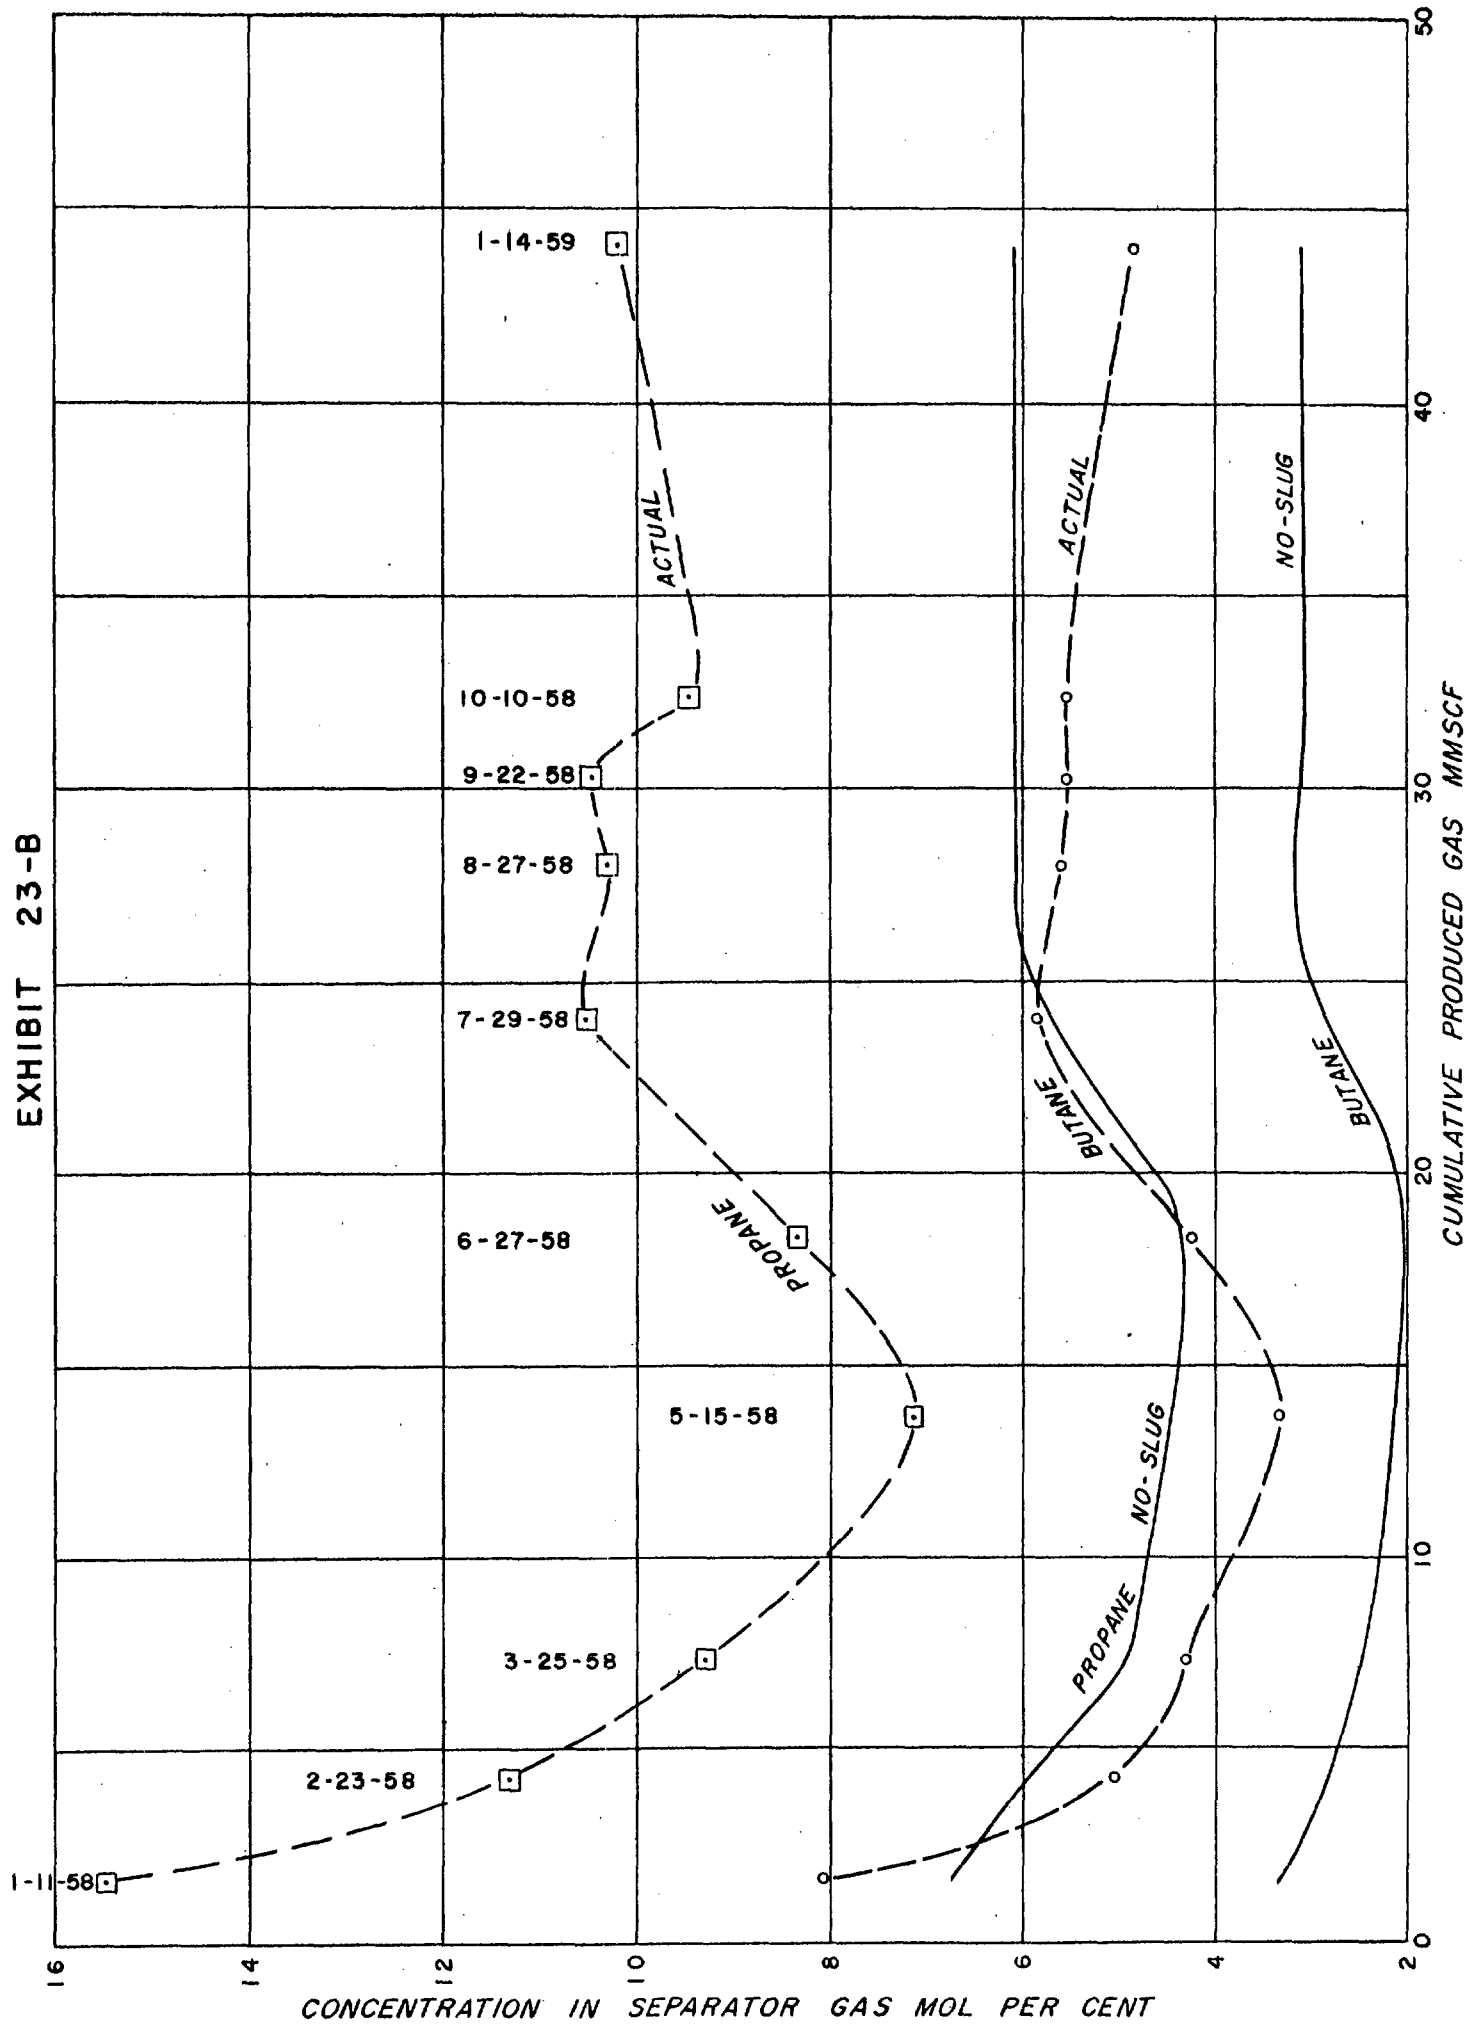 EXHIBIT 23-B
16
14
12
10
8
6
4
2
CONCENTRATION IN SEPARATOR GAS MOL PER CENT
0
10
20
30
40
50
CUMULATIVE PRODUCED GAS MMSCF
1-11-58
2-23-58
3-25-58
5-15-58
6-27-58
7-29-58
8-27-58
9-22-58
10-10-58
1-14-59
PROPANE
ACTUAL
BUTANE
ACTUAL
PROPANE
NO-SLUG
BUTANE
NO-SLUG